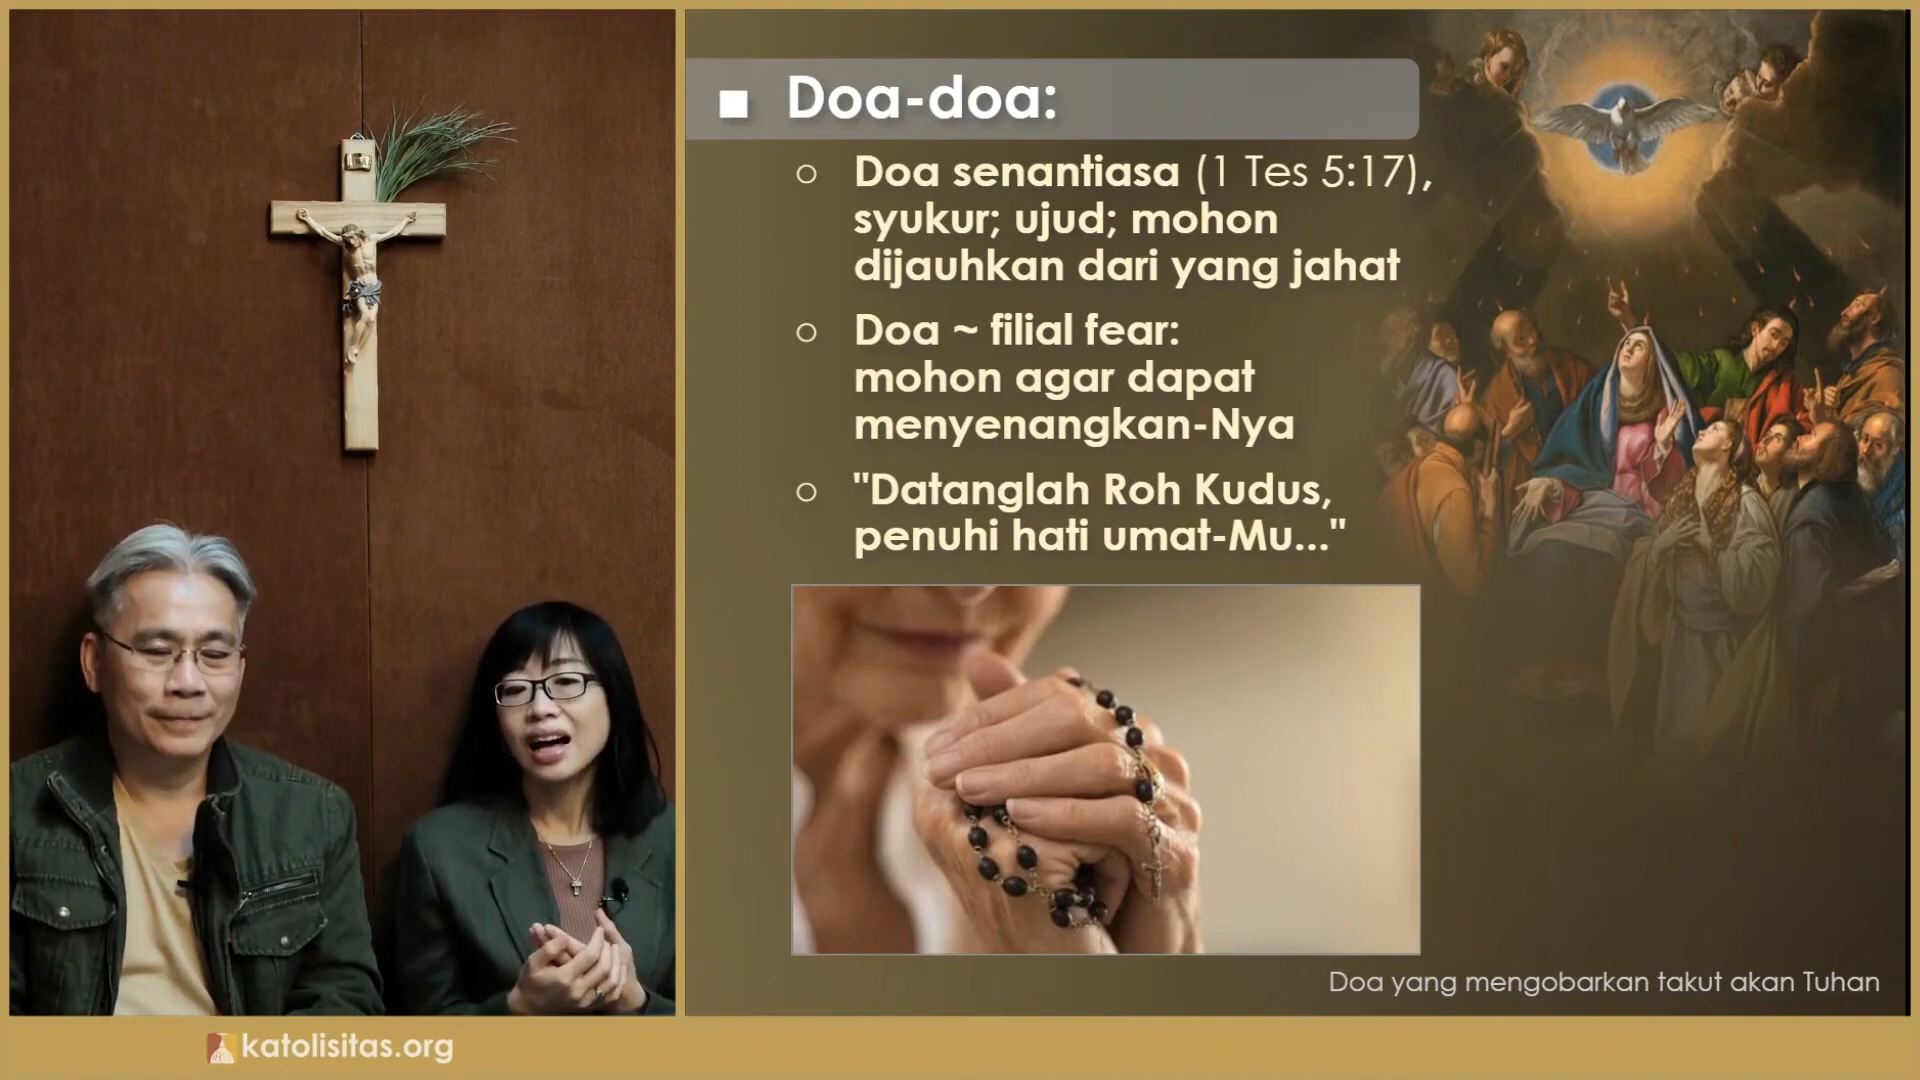 ■ Doa-doa:
○ Doa senantiasa (1 Tes 5:17),
syukur; ujud; mohon
dijauhkan dari yang jahat
○ Doa ~ filial fear:
mohon agar dapat
menyenangkan-Nya
○ "Datanglah Roh Kudus,
penuhi hati umat-Mu..."
Doa yang mengobarkan takut akan Tuhan
katolisitas.org